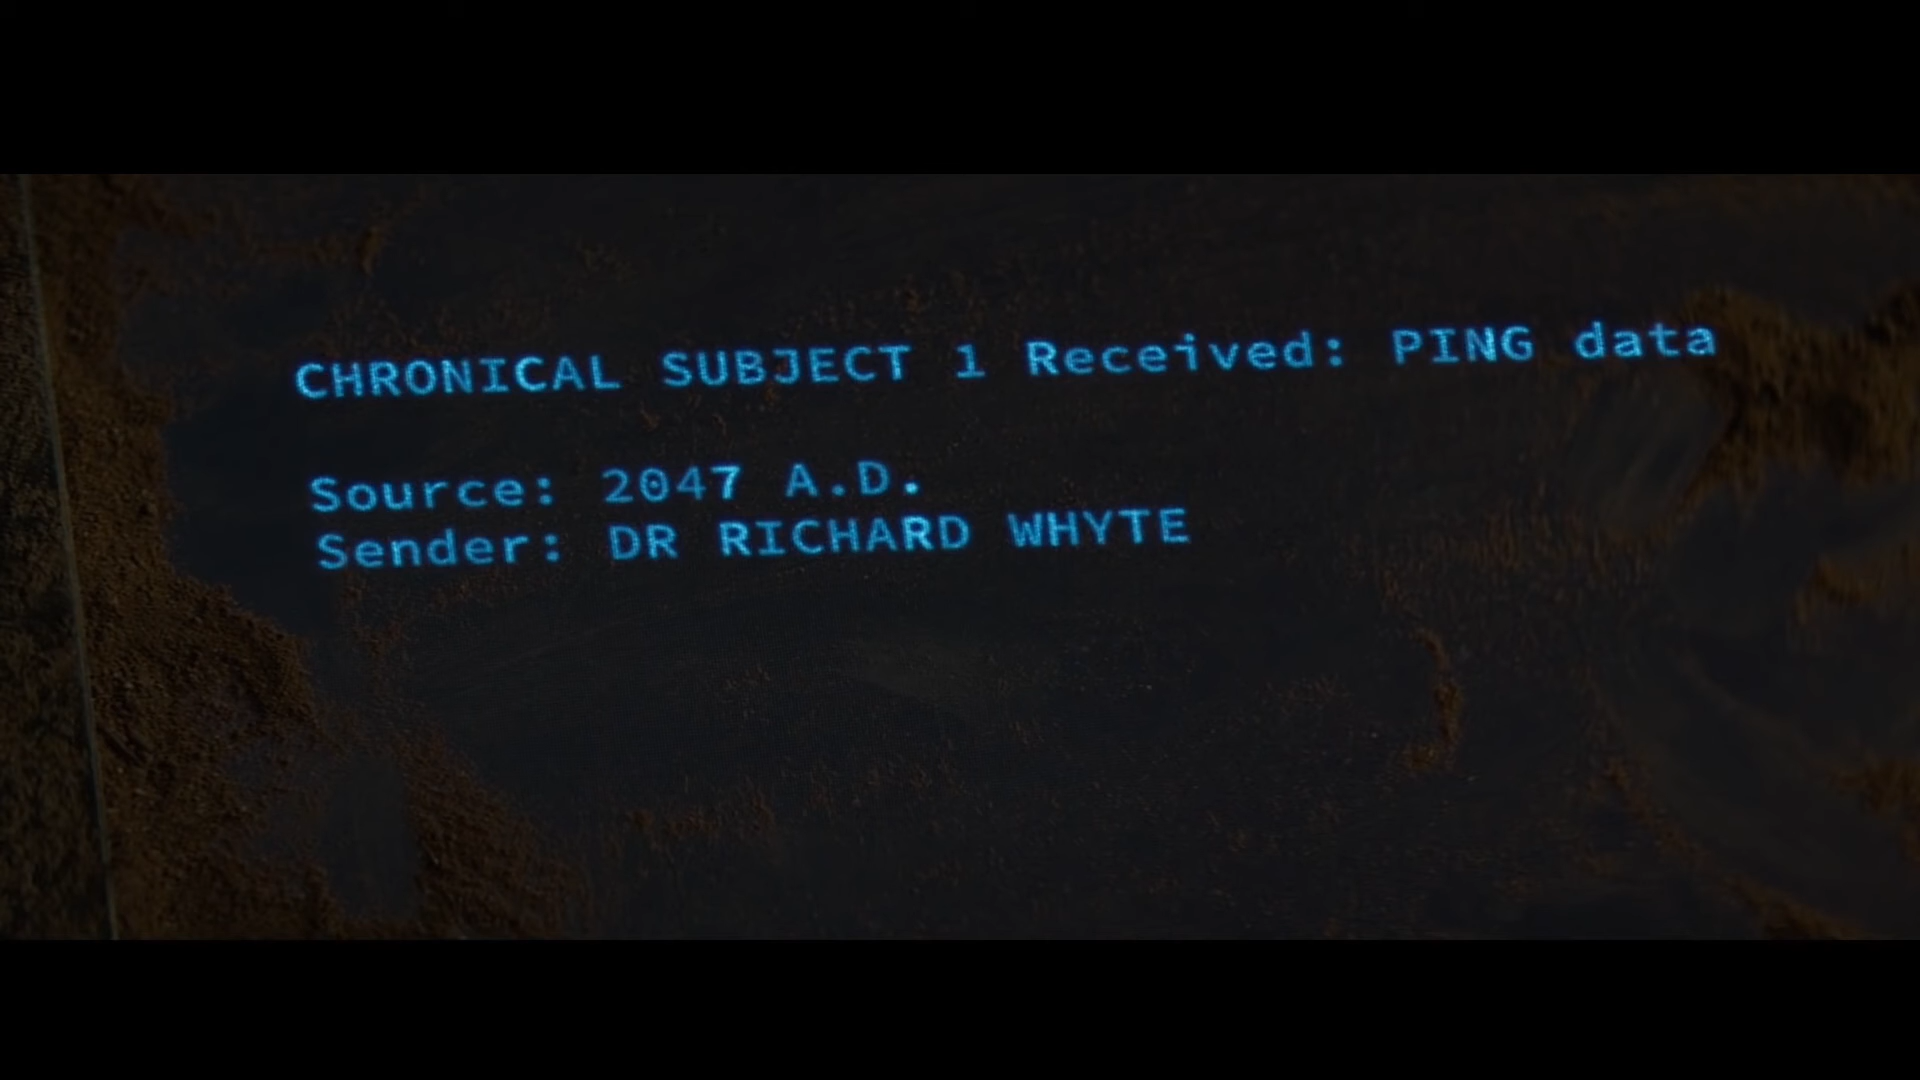 CHRONICAL SUBJECT 1 Received: PING data
Source: 2047 A.D.
Sender: DR RICHARD WHYTE